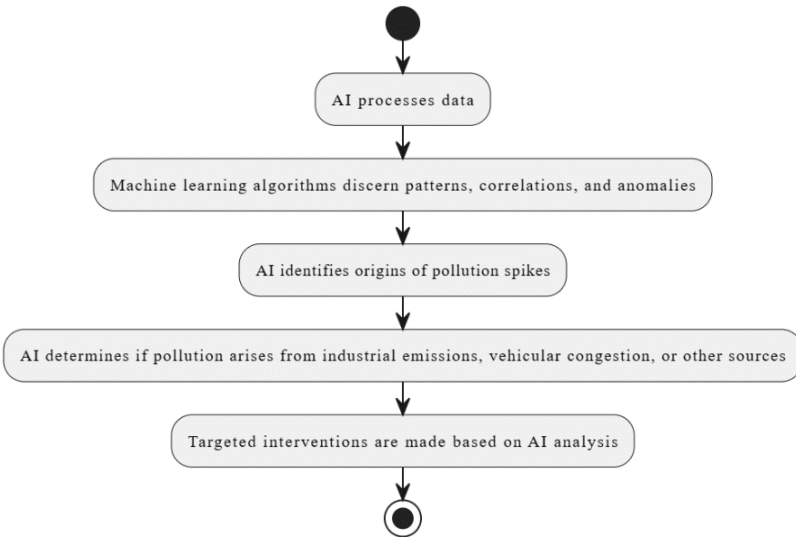 AI processes data
Machine learning algorithms discern patterns, correlations, and anomalies
AI identifies origins of pollution spikes
AI determines if pollution arises from industrial emissions, vehicular congestion, or other sources
Targeted interventions are made based on AI analysis